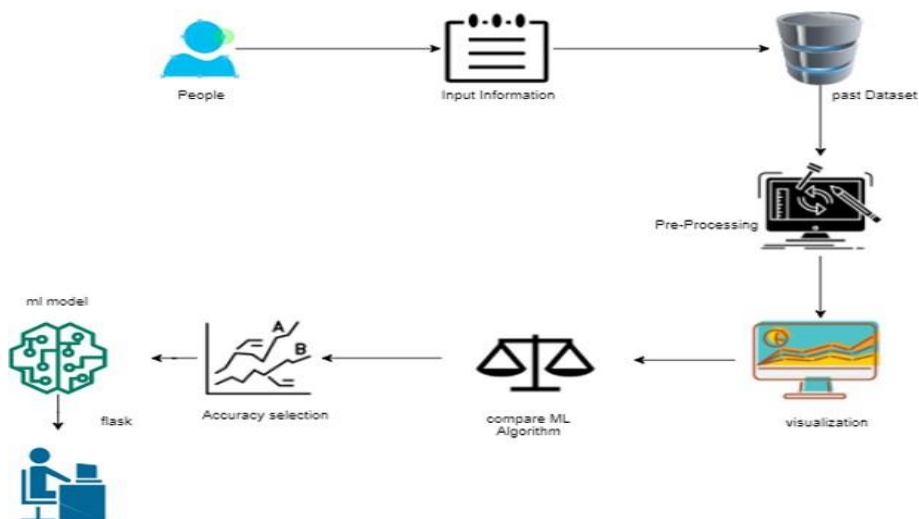 People
Input Information
past Dataset
Pre-Processing
ml model
A
B
Accuracy selection
compare ML
Algorithm
visualization
flask